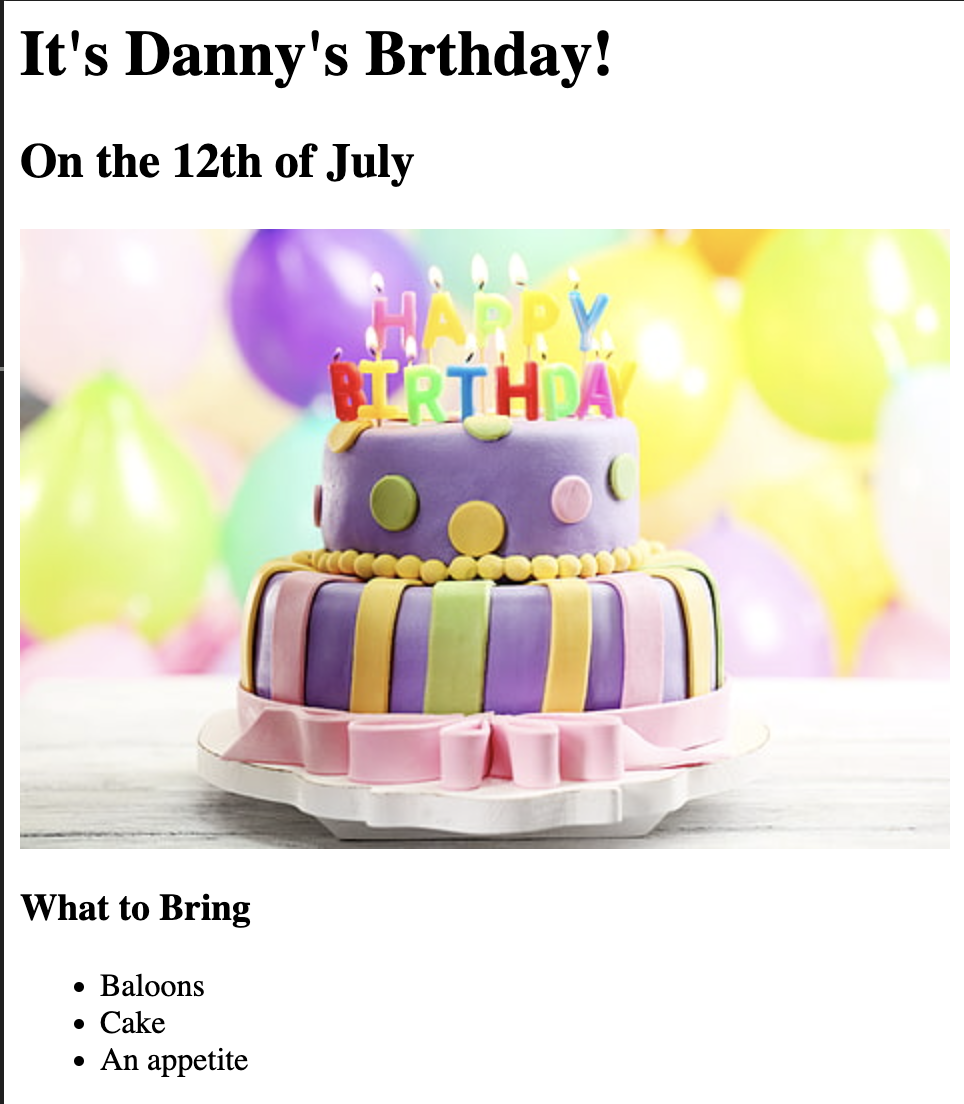 It's Danny's Brthday!
On the 12th of July
HAPPY
BIRTHDAY
What to Bring
Baloons
Cake
An appetite